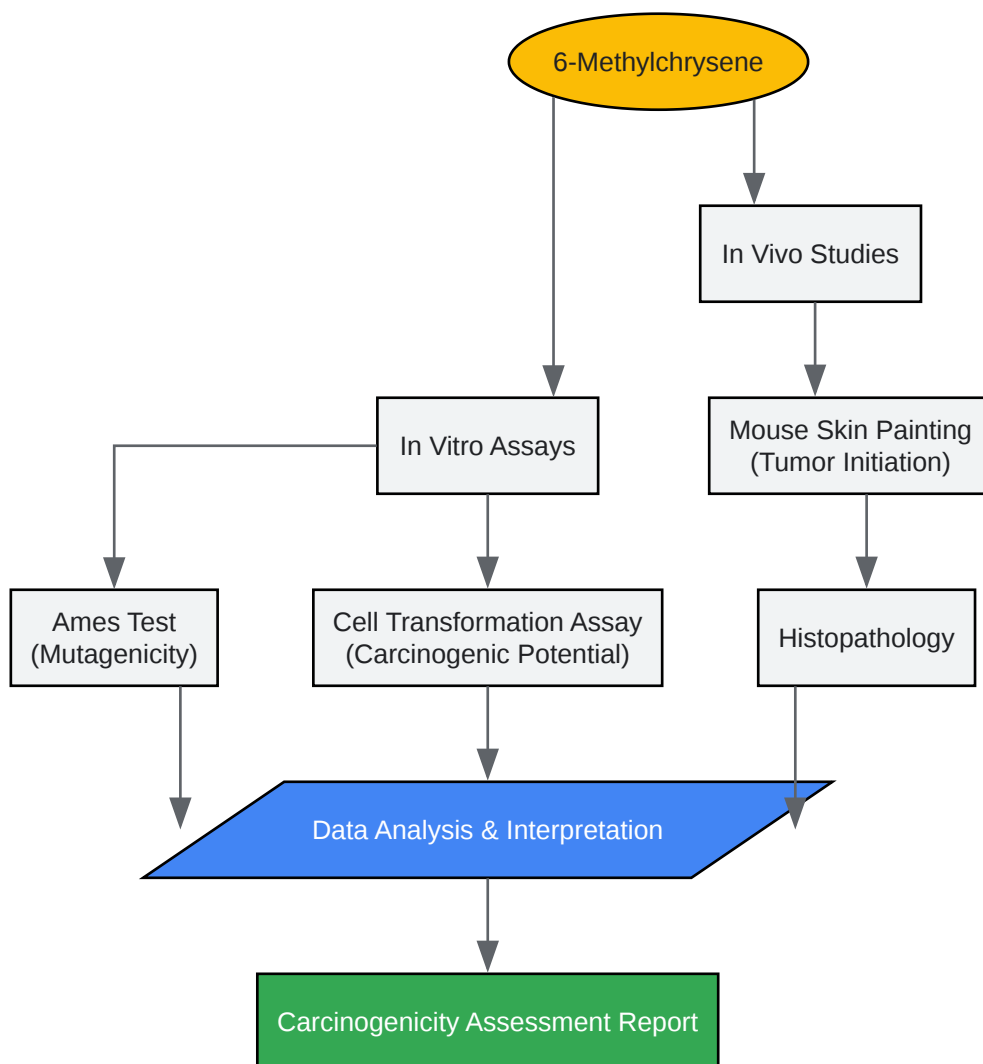 6-Methylchrysene
In Vivo Studies
In Vitro Assays
Mouse Skin Painting
(Tumor Initiation)
Ames Test
(Mutagenicity)
Cell Transformation Assay
(Carcinogenic Potential)
Histopathology
Data Analysis & Interpretation
Carcinogenicity Assessment Report